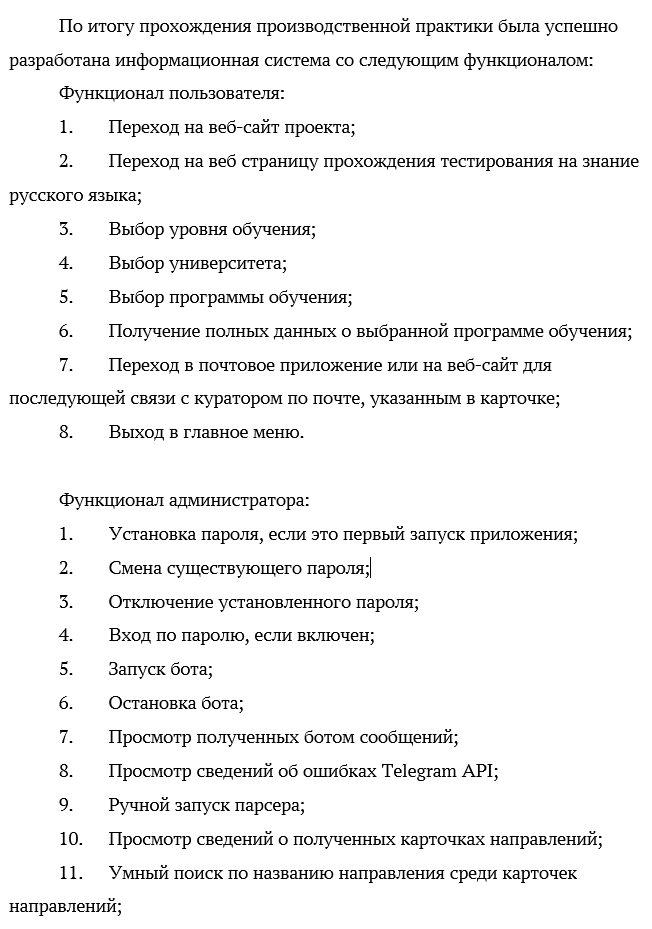 По итогу прохождения производственной практики была успешно
разработана информационная система со следующим функционалом:
Функционал пользователя:
1. Переход на веб-сайт проекта;
2. Переход на веб страницу прохождения тестирования на знание
русского языка;
3. Выбор уровня обучения;
4. Выбор университета;
5. Выбор программы обучения;
6. Получение полных данных о выбранной программе обучения;
7. Переход в почтовое приложение или на веб-сайт для
последующей связи с куратором по почте, указанным в карточке;
8. Выход в главное меню.
Функционал администратора:
1. Установка пароля, если это первый запуск приложения;
2. Смена существующего пароля;
3. Отключение установленного пароля;
4. Вход по паролю, если включен;
5. Запуск бота;
6. Остановка бота;
7. Просмотр полученных ботом сообщений;
8. Просмотр сведений об ошибках Telegram API;
9. Ручной запуск парсера;
10. Просмотр сведений о полученных карточках направлений;
11. Умный поиск по названию направления среди карточек
направлений;